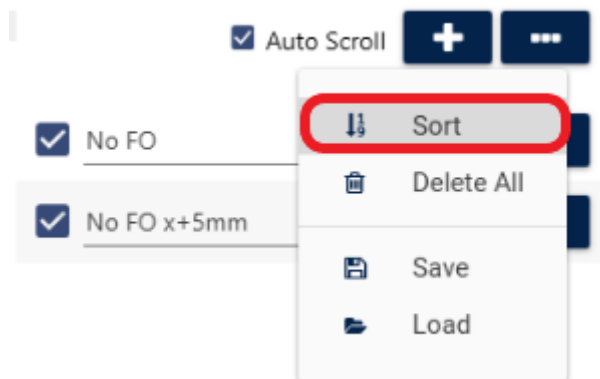 Auto Scroll
Sort
No FO
Delete All
No FO x+5mm
Save
Load